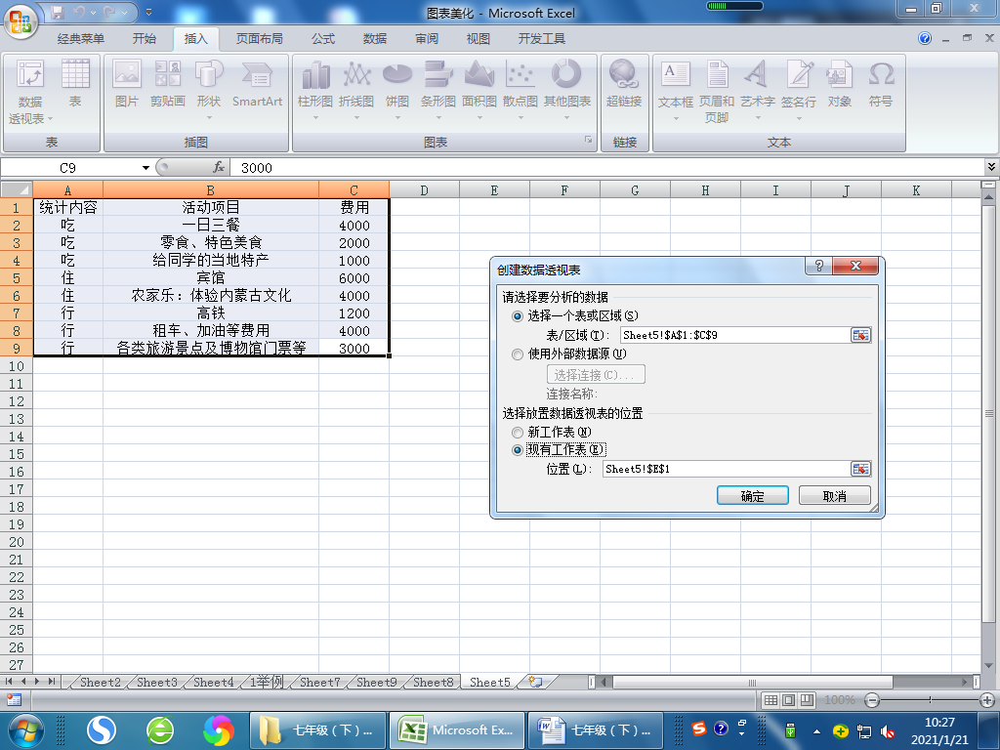 图表美化 - Microsoft Excel
经典菜单 开始 插入 页面布局 公式 数据 审阅 视图 开发工具
数据透视表 表 图片 剪贴画 形状 SmartArt 柱形图 折线图 饼图 条形图 面积图 散点图 其他图表 超链接 文本框 页眉和页脚 艺术字 签名行 对象 符号
表 插图 图表 链接 文本
C9 fx 3000
A B C D E F G H I J K
1 统计内容 活动项目 费用
2 吃 一日三餐 4000
3 吃 零食、特色美食 2000
4 吃 给同学的当地特产 1000
5 住 宾馆 6000
6 住 农家乐：体验内蒙古文化 4000
7 行 高铁 1200
8 行 租车、加油等费用 4000
9 行 各类旅游景点及博物馆门票等 3000
10
11
12
13
14
15
16
17
18
19
20
21
22
23
24
25
26
27
创建数据透视表
请选择要分析的数据
选择一个表或区域(S)
表/区域(T): Sheet5!$A$1:$C$9
使用外部数据源(U)
选择连接(C)...
连接名称:
选择放置数据透视表的位置
新工作表(N)
现有工作表(E)
位置(L): Sheet5!$E$1
确定 取消
Sheet2 Sheet3 Sheet4 1举例 Sheet7 Sheet9 Sheet8 Sheet5
100%
七年级（下）... Microsoft Ex... 七年级（下）...
10:27
2021/1/21